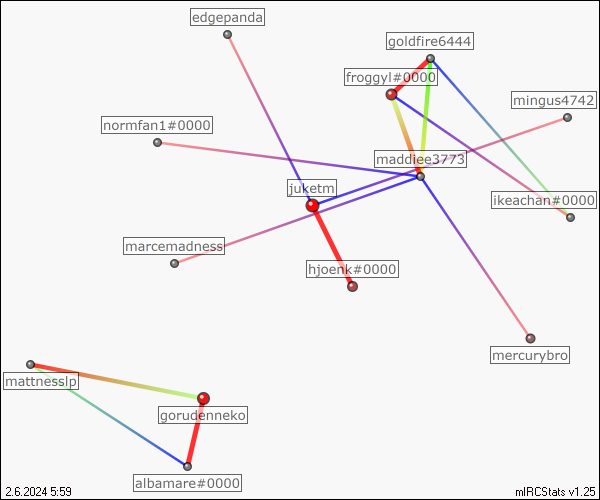 edgepanda
goldfire6444
froggyl#0000
mingus4742
normfan1#0000
maddiee3773
juketm
ikeachan#0000
marcemadness
hjoenk#0000
mercurybro
mattnesslp
gorudenneko
albamare#0000
2.6.2024 5:59
mIRCStats v1.25